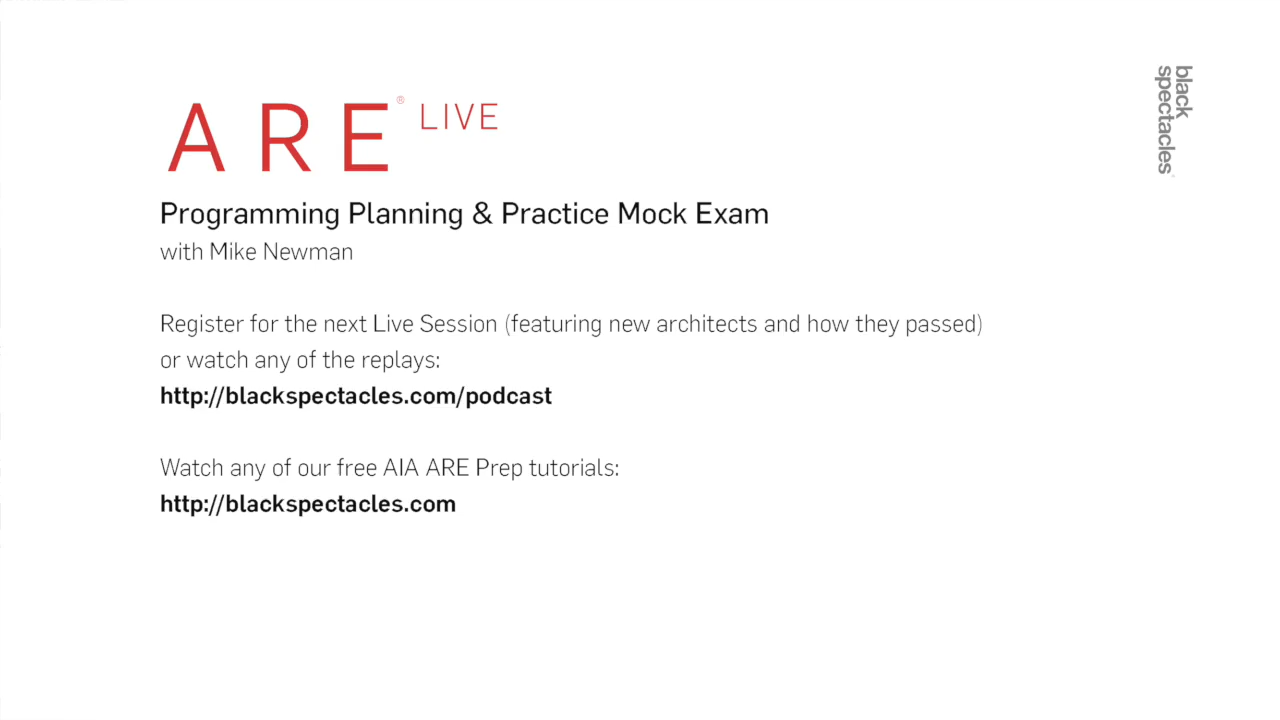 ARE® LIVE
black
spectacles
Programming Planning & Practice Mock Exam
with Mike Newman
Register for the next Live Session (featuring new architects and how they passed)
or watch any of the replays:
http://blackspectacles.com/podcast
Watch any of our free AIA ARE Prep tutorials:
http://blackspectacles.com